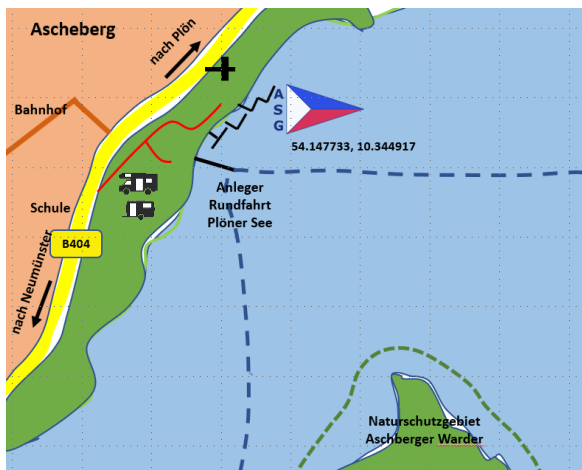 Ascheberg
nach Plön
A
S
G
Bahnhof
54.147733, 10.344917
Anleger
Rundfahrt
Plöner See
Schule
B404
nach Neumünster
Naturschutzgebiet
Aschberger Warder